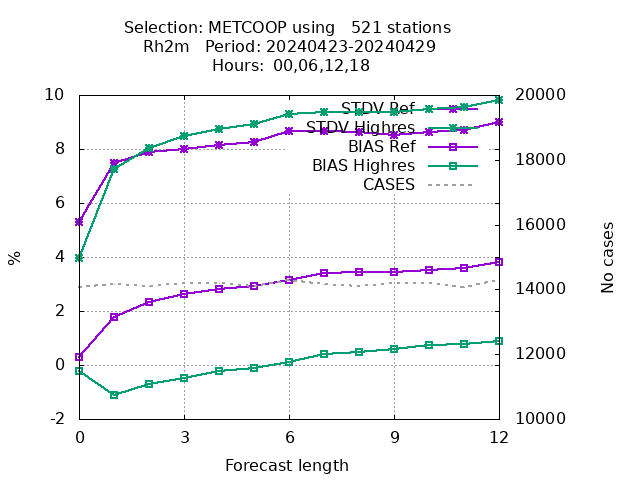 Selection: METCOOP using   521 stations
Rh2m   Period: 20240423-20240429
Hours:  00,06,12,18
10
8
6
4
2
0
-2
20000
18000
16000
14000
12000
10000
STDV Ref
STDV Highres
BIAS Ref
BIAS Highres
CASES
%
No cases
0 3 6 9 12
Forecast length